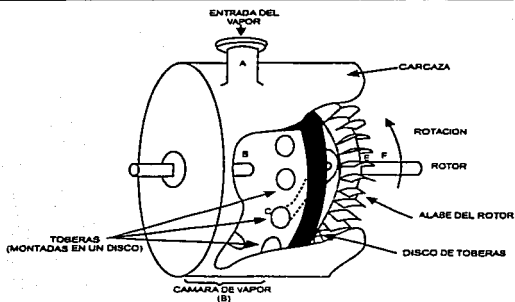 ENTRADA DEL
VAPOR
A
CARCAZA
ROTACION
B
E F
ROTOR
C
ALABE DEL ROTOR
TOBERAS
(MONTADAS EN UN DISCO)
DISCO DE TOBERAS
CAMARA DE VAPOR
(B)